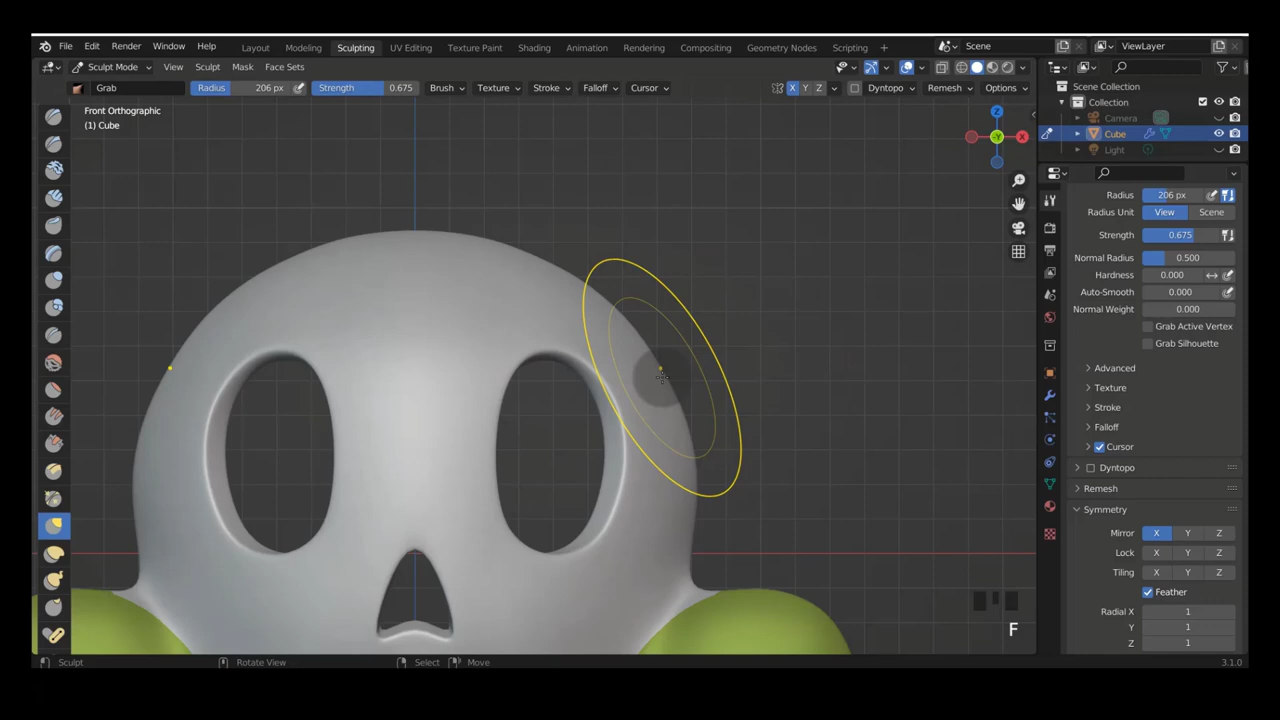 File Edit Render Window Help Layout Modeling Sculpting UV Editing Texture Paint Shading Animation Rendering Compositing Geometry Nodes Scripting + Scene ViewLayer
Sculpt Mode View Sculpt Mask Face Sets
Grab Radius 206 px Strength 0.675 Brush Texture Stroke Falloff Cursor X Y Z Dyntopo Remesh Options
Front Orthographic
(1) Cube
Z
X
-Y
Scene Collection
Collection
Camera
Cube
Light
Radius 206 px
Radius Unit View Scene
Strength 0.675
Normal Radius 0.500
Hardness 0.000
Auto-Smooth 0.000
Normal Weight 0.000
Grab Active Vertex
Grab Silhouette
Advanced
Texture
Stroke
Falloff
Cursor
Dyntopo
Remesh
Symmetry
Mirror X Y Z
Lock X Y Z
Tiling X Y Z
Feather
Radial X 1
Y 1
Z 1
F
Sculpt Rotate View Select Move 3.1.0